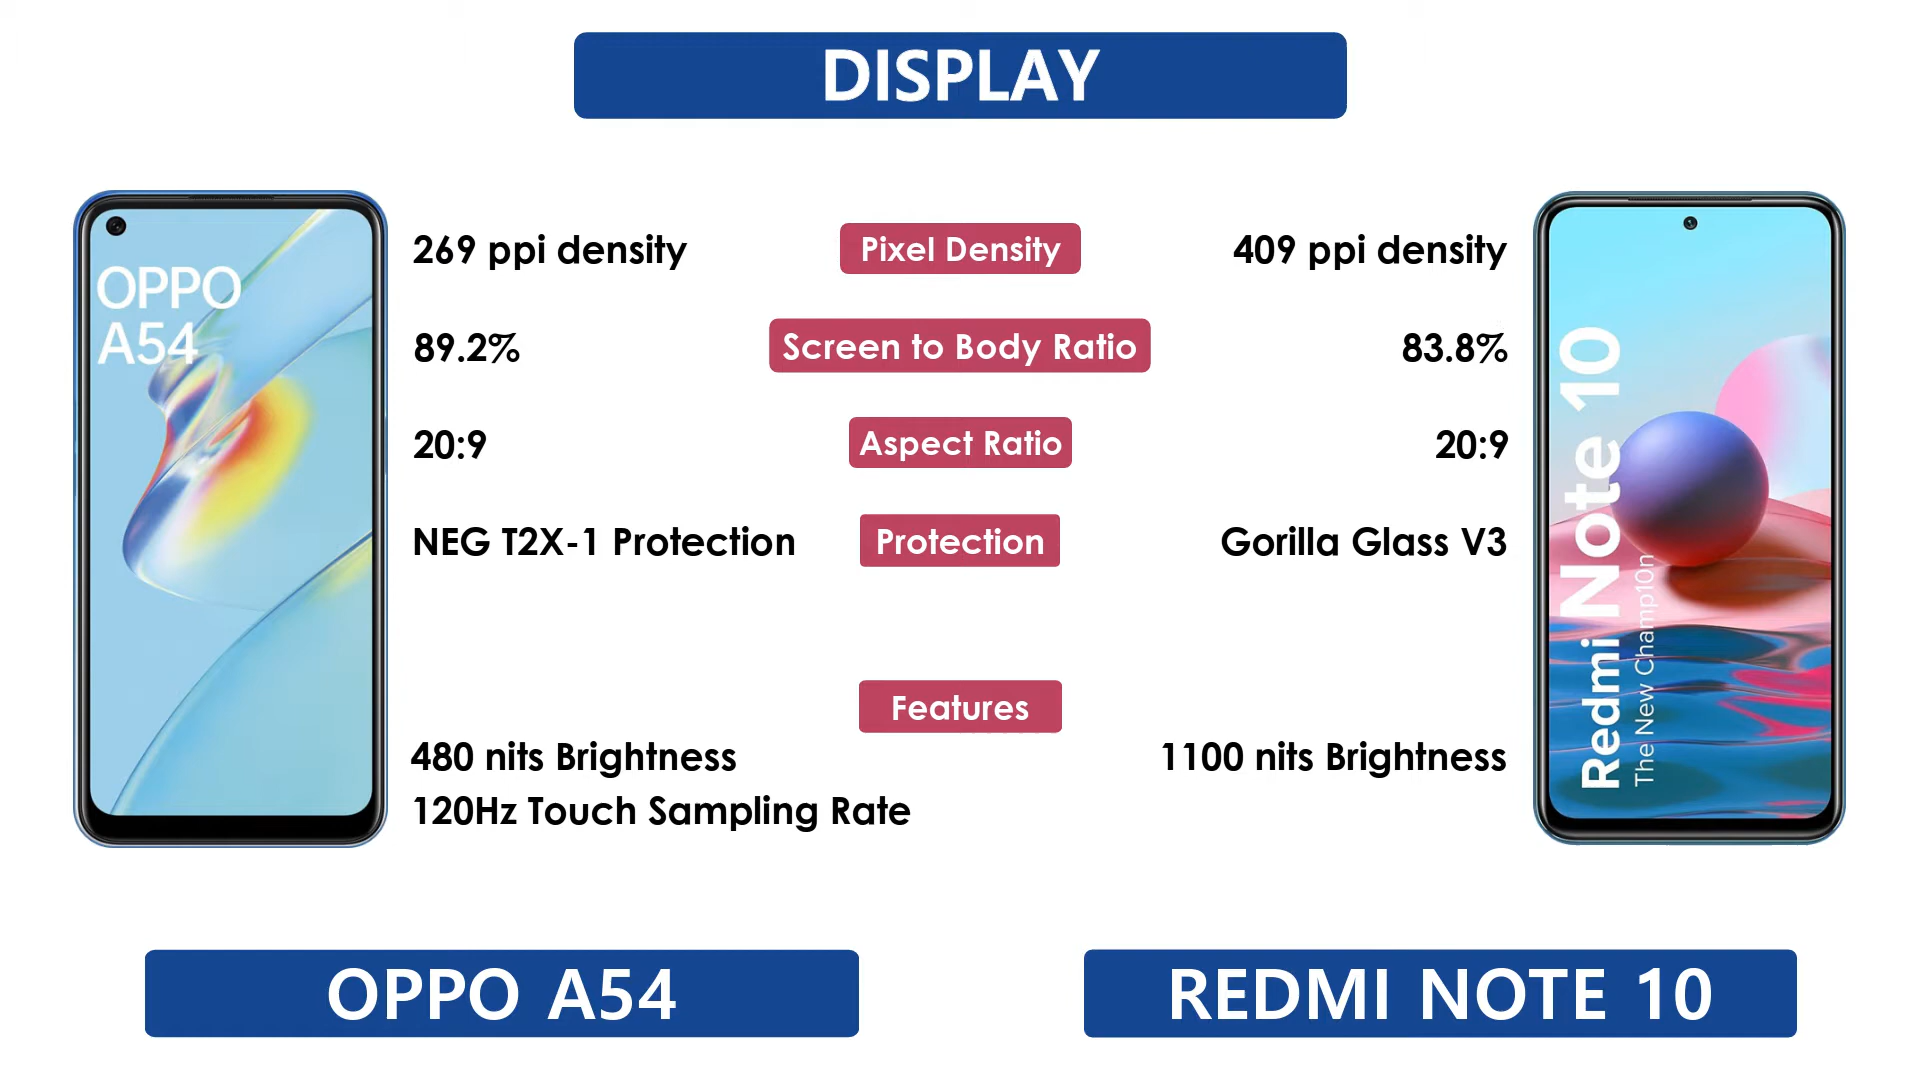 DISPLAY
OPPO
A54
269 ppi density
Pixel Density
409 ppi density
89.2%
Screen to Body Ratio
83.8%
20:9
Aspect Ratio
20:9
NEG T2X-1 Protection
Protection
Gorilla Glass V3
Features
480 nits Brightness
1100 nits Brightness
120Hz Touch Sampling Rate
Redmi Note 10
The New Champ10n
OPPO A54
REDMI NOTE 10